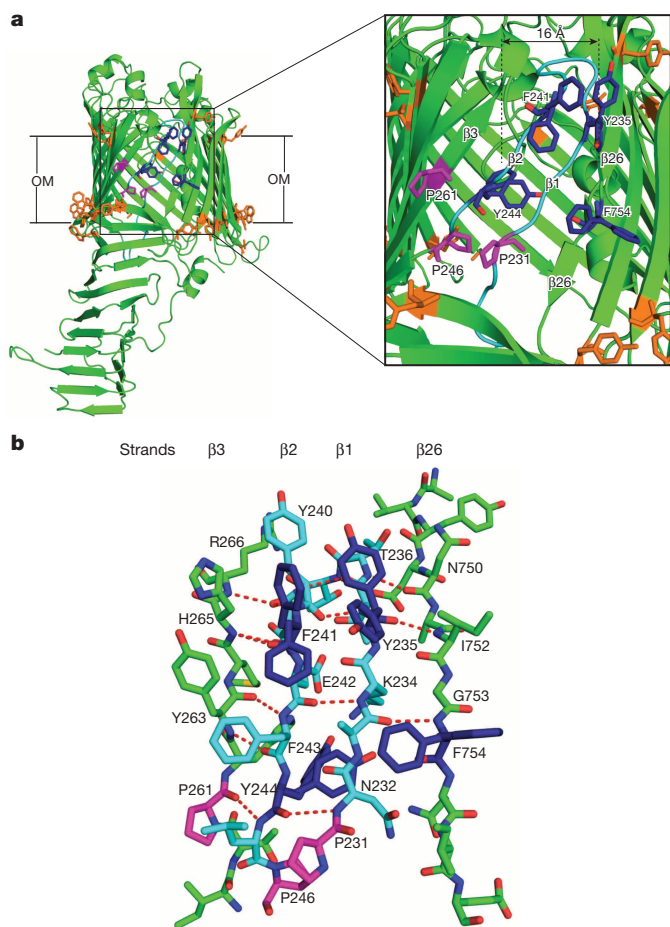 a
16 Å
F241
Y235
β3
β2
β26
β1
P261
Y244
F754
P246
P231
β26
OM
OM
b
Strands β3 β2 β1 β26
Y240
R266
T236
N750
H265
F241
Y235
I752
E242
K234
G753
Y263
F243
F754
P261
Y244
N232
P231
P246